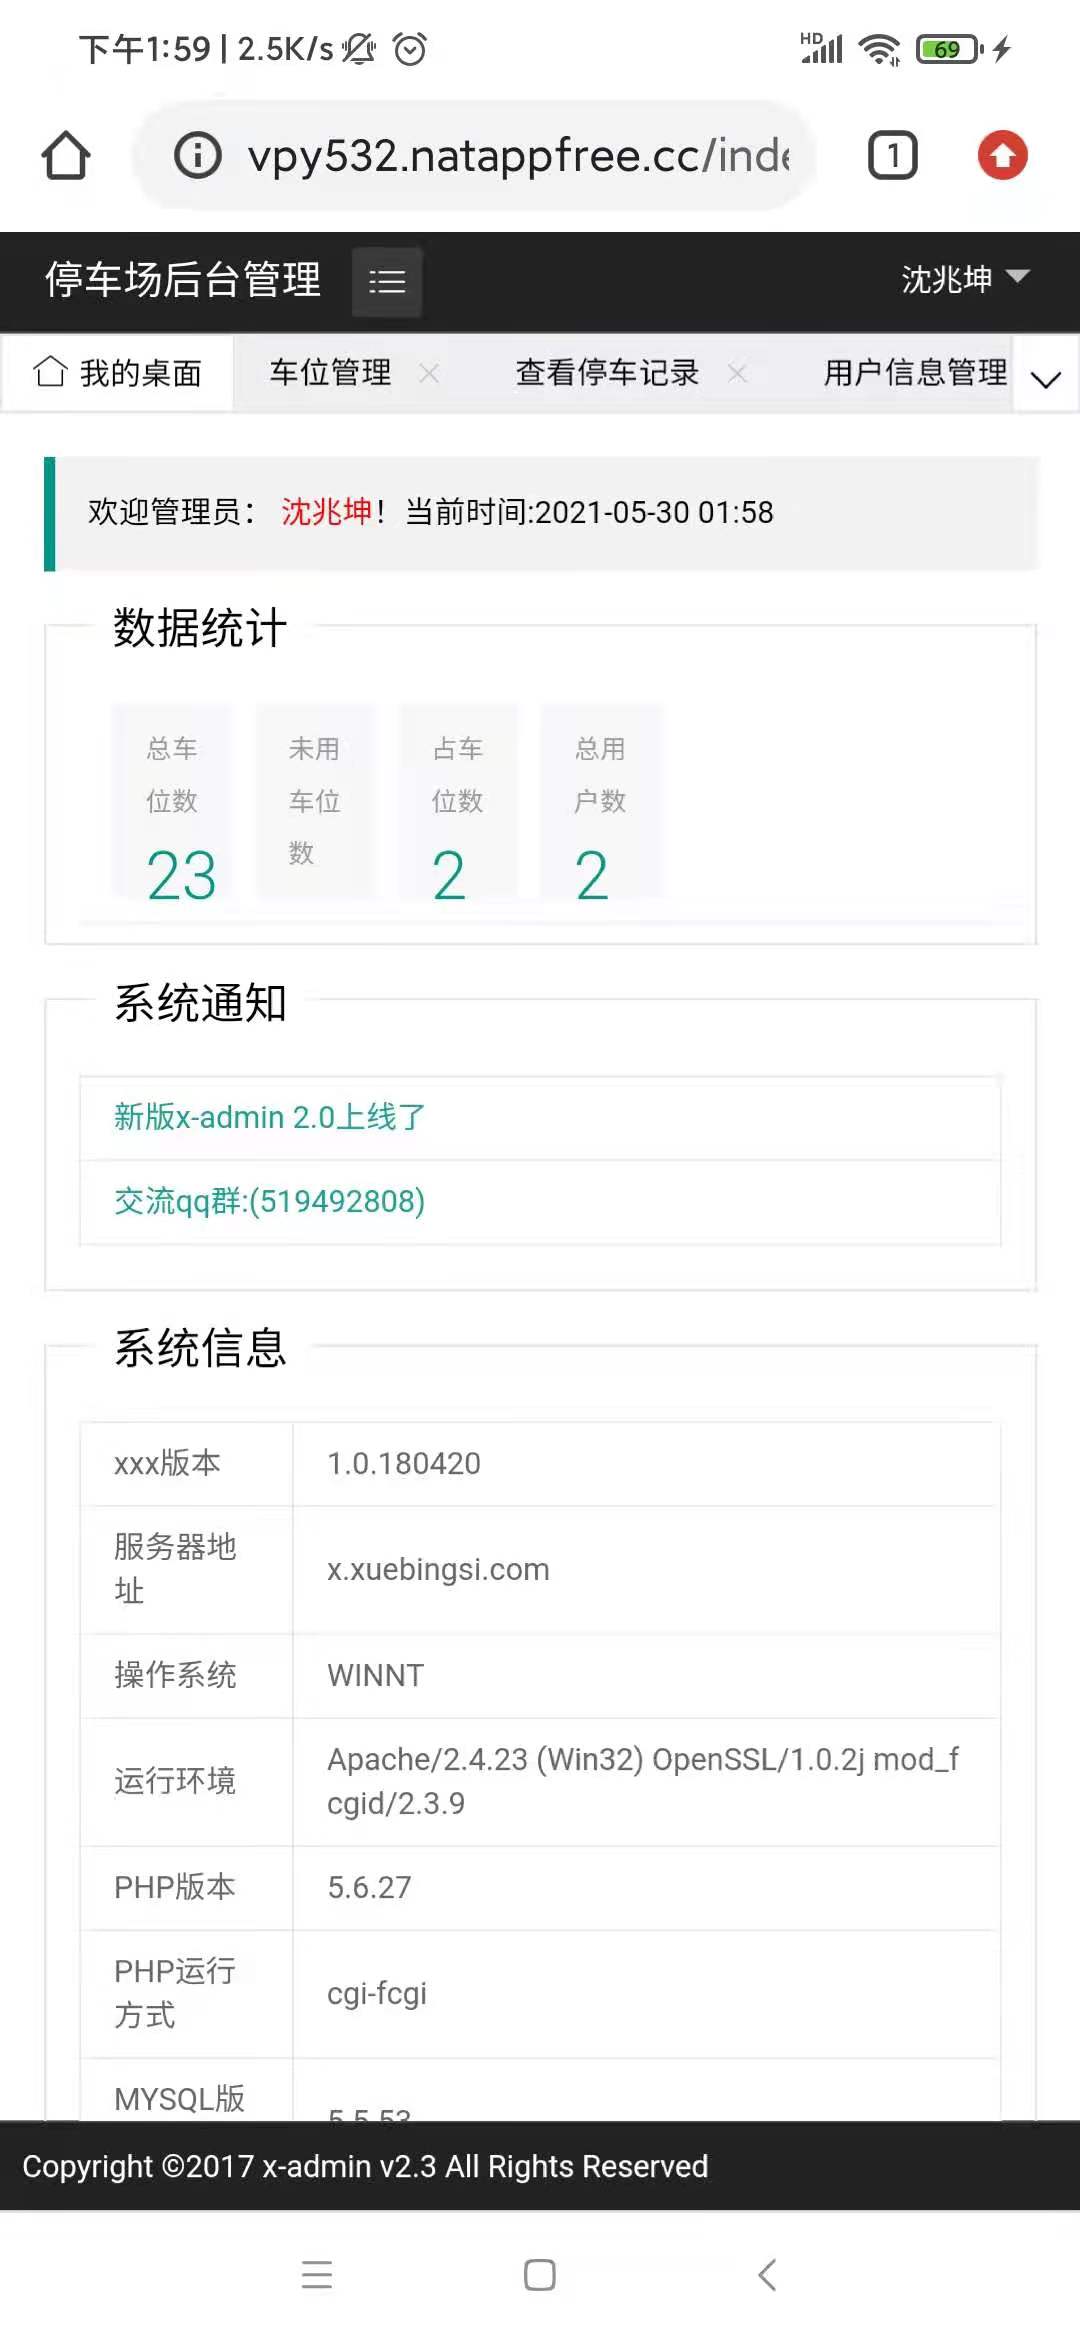 下午1:59 | 2.5K/s HD 69
vpy532.natappfree.cc/inde 1
停车场后台管理 沈兆坤
我的桌面 车位管理 查看停车记录 用户信息管理
欢迎管理员： 沈兆坤！当前时间:2021-05-30 01:58
数据统计
总车
位数
23
未用
车位
数
占车
位数
2
总用
户数
2
系统通知
新版x-admin 2.0上线了
交流qq群:(519492808)
系统信息
xxx版本 1.0.180420
服务器地
址
x.xuebingsi.com
操作系统 WINNT
运行环境
Apache/2.4.23 (Win32) OpenSSL/1.0.2j mod_f
cgid/2.3.9
PHP版本 5.6.27
PHP运行
方式
cgi-fcgi
MYSQL版
5.5.53
Copyright ©2017 x-admin v2.3 All Rights Reserved